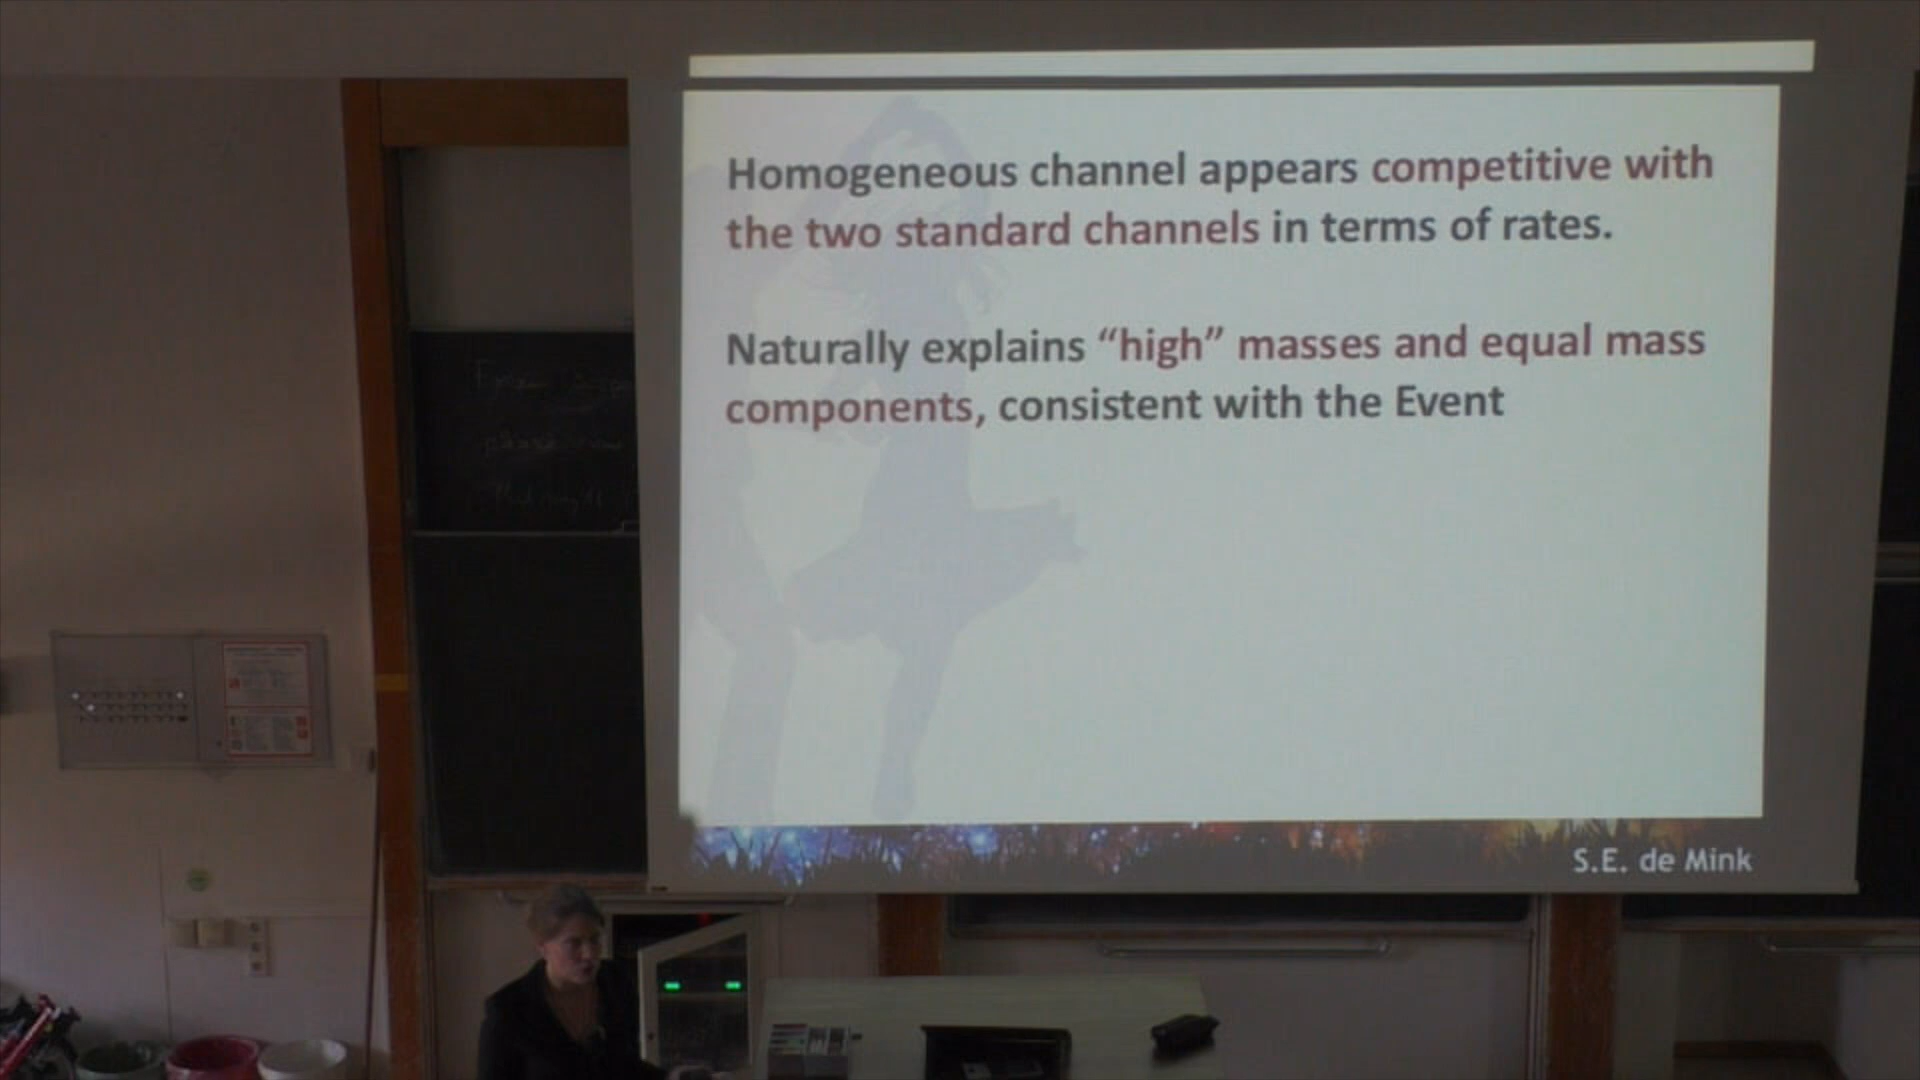 Homogeneous channel appears competitive with
the two standard channels in terms of rates.
Naturally explains “high” masses and equal mass
components, consistent with the Event
S.E. de Mink